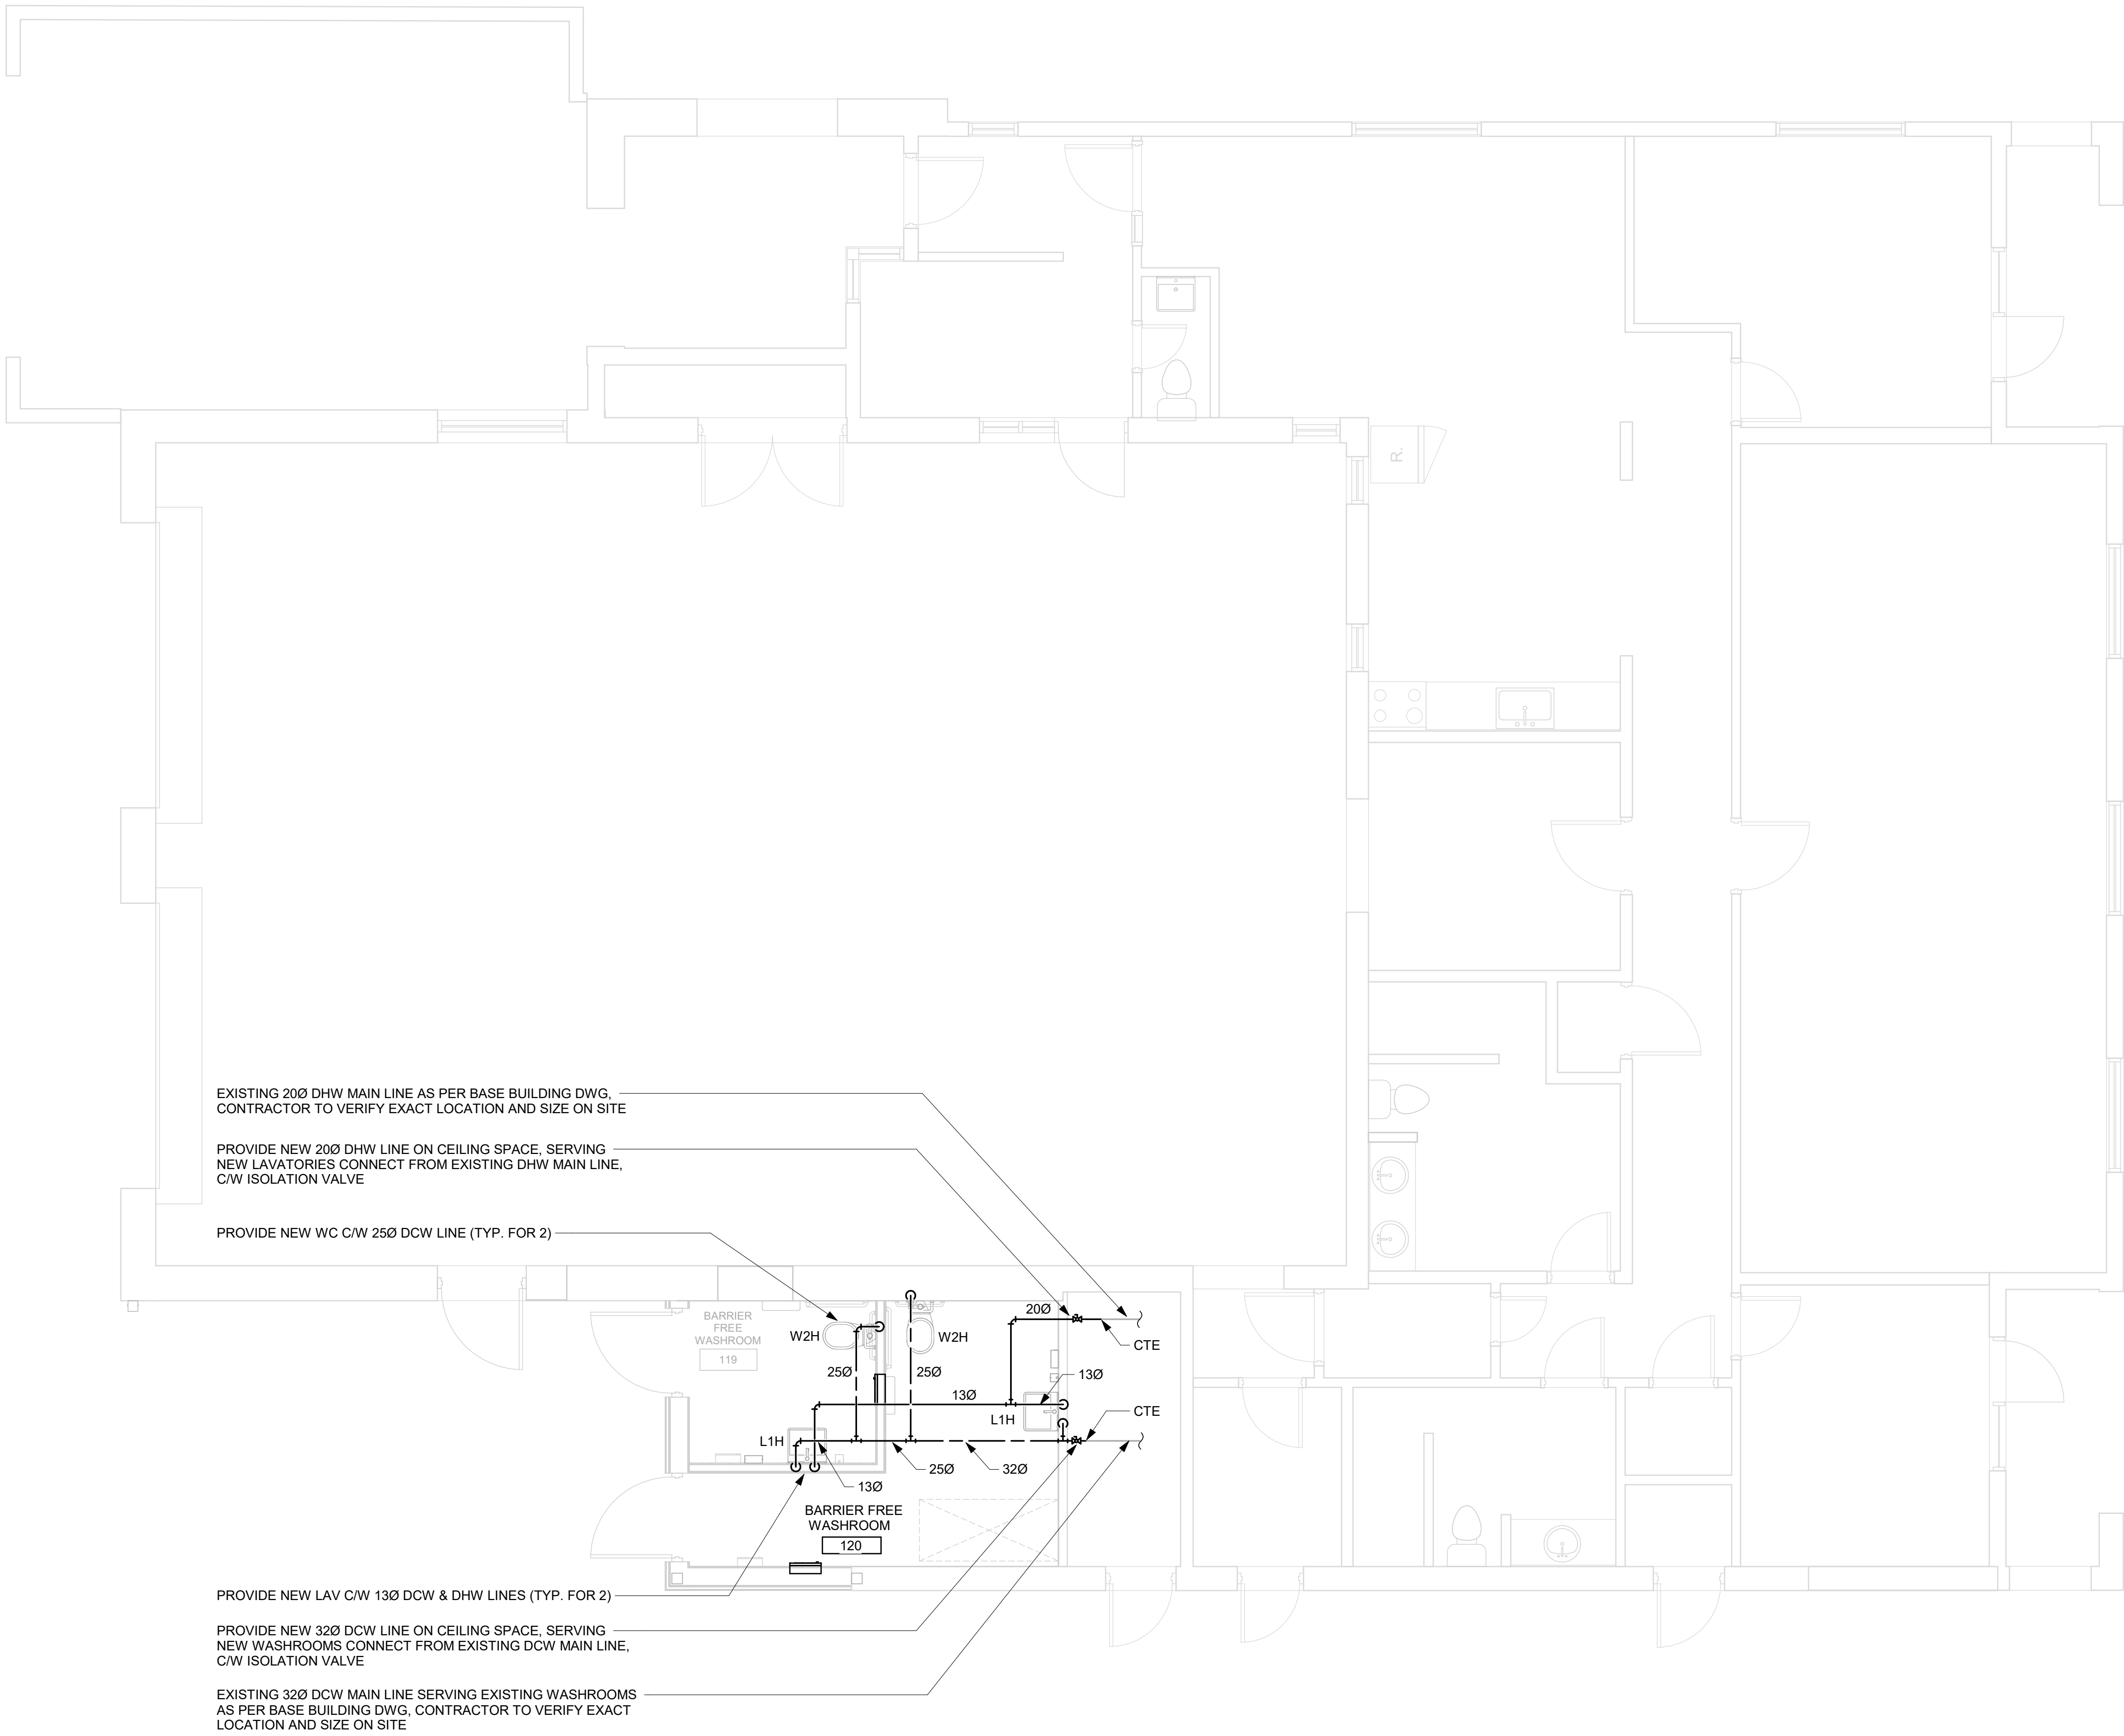 R.
EXISTING 20Ø DHW MAIN LINE AS PER BASE BUILDING DWG,
CONTRACTOR TO VERIFY EXACT LOCATION AND SIZE ON SITE
PROVIDE NEW 20Ø DHW LINE ON CEILING SPACE, SERVING
NEW LAVATORIES CONNECT FROM EXISTING DHW MAIN LINE,
C/W ISOLATION VALVE
PROVIDE NEW WC C/W 25Ø DCW LINE (TYP. FOR 2)
BARRIER
FREE
WASHROOM
119
W2H
W2H
20Ø
CTE
25Ø
25Ø
13Ø
13Ø
L1H
CTE
L1H
25Ø
32Ø
13Ø
BARRIER FREE
WASHROOM
120
PROVIDE NEW LAV C/W 13Ø DCW & DHW LINES (TYP. FOR 2)
PROVIDE NEW 32Ø DCW LINE ON CEILING SPACE, SERVING
NEW WASHROOMS CONNECT FROM EXISTING DCW MAIN LINE,
C/W ISOLATION VALVE
EXISTING 32Ø DCW MAIN LINE SERVING EXISTING WASHROOMS
AS PER BASE BUILDING DWG, CONTRACTOR TO VERIFY EXACT
LOCATION AND SIZE ON SITE